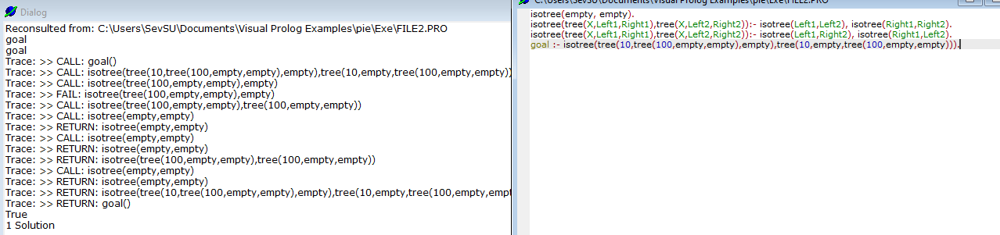 Dialog
Reconsulted from: C:\Users\SevSU\Documents\Visual Prolog Examples\pie\Exe\FILE2.PRO
goal
goal
Trace: >> CALL: goal()
Trace: >> CALL: isotree(tree(10,tree(100,empty,empty),empty),tree(10,empty,tree(100,empty,empty))
Trace: >> CALL: isotree(tree(100,empty,empty),empty)
Trace: >> FAIL: isotree(tree(100,empty,empty),empty)
Trace: >> CALL: isotree(tree(100,empty,empty),tree(100,empty,empty))
Trace: >> CALL: isotree(empty,empty)
Trace: >> RETURN: isotree(empty,empty)
Trace: >> CALL: isotree(empty,empty)
Trace: >> RETURN: isotree(empty,empty)
Trace: >> RETURN: isotree(tree(100,empty,empty),tree(100,empty,empty))
Trace: >> CALL: isotree(empty,empty)
Trace: >> RETURN: isotree(empty,empty)
Trace: >> RETURN: isotree(tree(10,tree(100,empty,empty),empty),tree(10,empty,tree(100,empty,empt
Trace: >> RETURN: goal()
True
1 Solution
C:\Users\SevSU\Documents\Visual Prolog Examples\pie\Exe\FILE2.PRO
isotree(empty, empty).
isotree(tree(X,Left1,Right1),tree(X,Left2,Right2)):- isotree(Left1,Left2), isotree(Right1,Right2).
isotree(tree(X,Left1,Right1),tree(X,Left2,Right2)):- isotree(Left1,Right2), isotree(Right1,Left2).
goal :- isotree(tree(10,tree(100,empty,empty),empty),tree(10,empty,tree(100,empty,empty))).